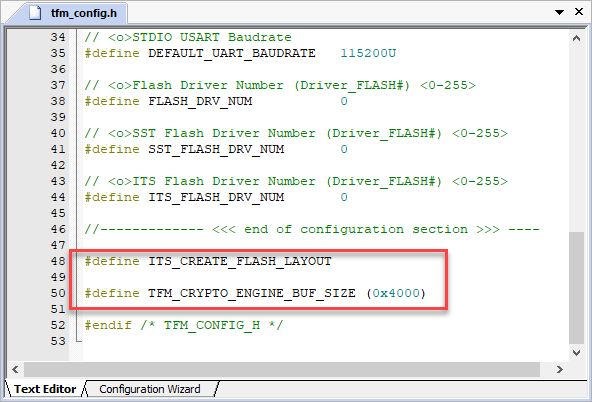 tfm_config.h
34 // <o>STDIO USART Baudrate
35 #define DEFAULT_UART_BAUDRATE   115200U
36
37 // <o>Flash Driver Number (Driver_FLASH#) <0-255>
38 #define FLASH_DRV_NUM           0
39
40 // <o>SST Flash Driver Number (Driver_FLASH#) <0-255>
41 #define SST_FLASH_DRV_NUM       0
42
43 // <o>ITS Flash Driver Number (Driver_FLASH#) <0-255>
44 #define ITS_FLASH_DRV_NUM       0
45
46 //------------- <<< end of configuration section >>> ----
47
48 #define ITS_CREATE_FLASH_LAYOUT
49
50 #define TFM_CRYPTO_ENGINE_BUF_SIZE (0x4000)
51
52 #endif /* TFM_CONFIG_H */
53
Text Editor Configuration Wizard